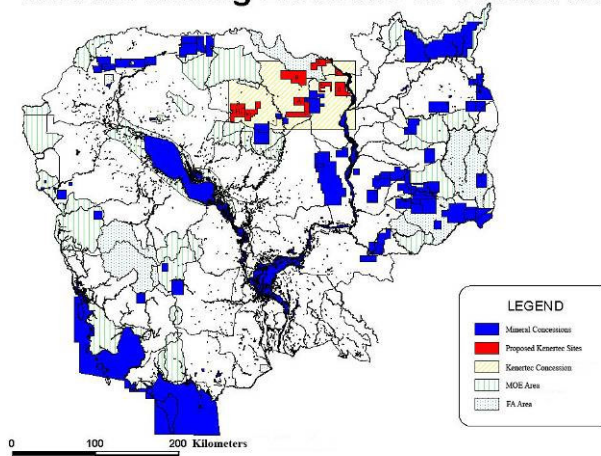 LEGEND
Mineral Concessions
Proposed Kenertec Sites
Kenertec Concession
MOE Area
FA Area
0 100 200 Kilometers